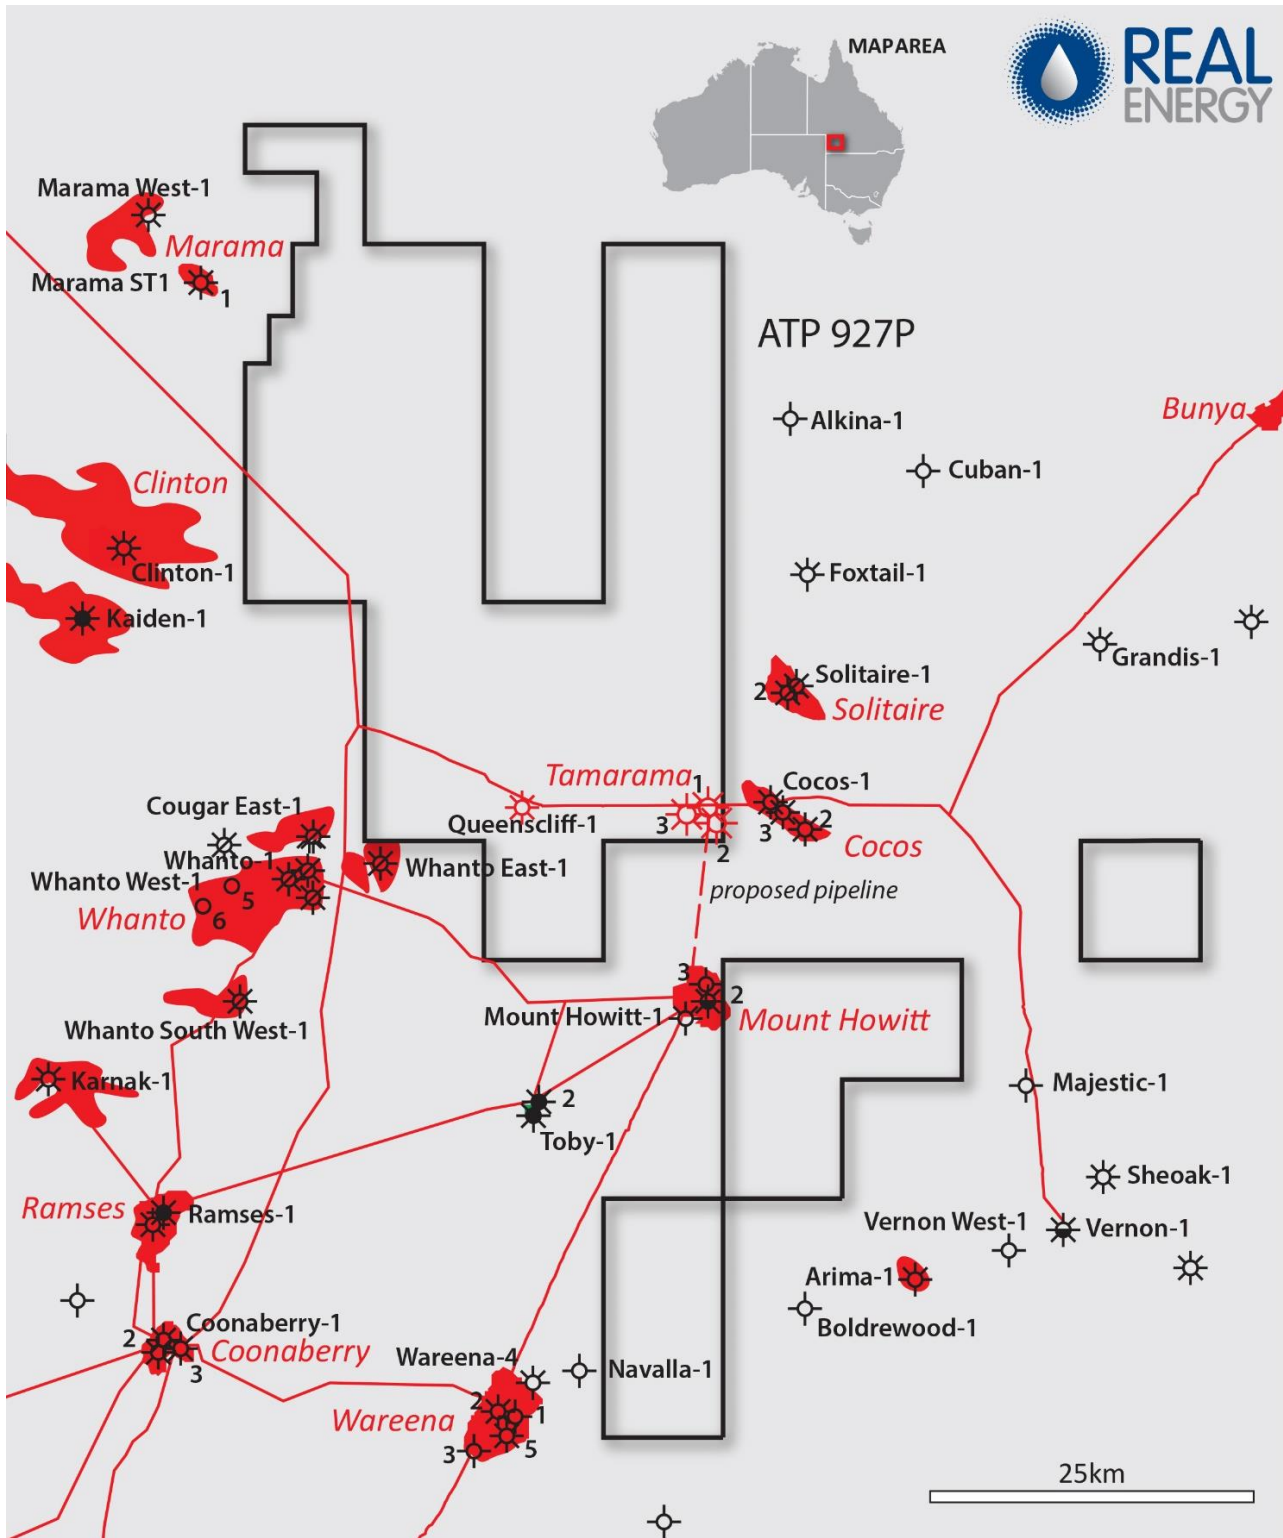 MAPAREA
REAL
ENERGY
Marama West-1
Marama
Marama ST1
1
ATP 927P
Bunya
Alkina-1
Cuban-1
Clinton
Clinton-1
Foxtail-1
Kaiden-1
Grandis-1
Solitaire-1
2
Solitaire
Tamarama
1
Cocos-1
Cougar East-1
Queenscliff-1
3
2
3
2
Cocos
1
Whanto-1
Whanto West-1
5
Whanto East-1
proposed pipeline
Whanto
6
3
2
Whanto South West-1
Mount Howitt-1
Mount Howitt
Karnak-1
Majestic-1
2
Toby-1
Sheoak-1
Ramses
Ramses-1
Vernon West-1
Vernon-1
Arima-1
Boldrewood-1
Coonaberry-1
2
Coonaberry
3
Wareena-4
Navalla-1
2
Wareena
1
3
5
25km